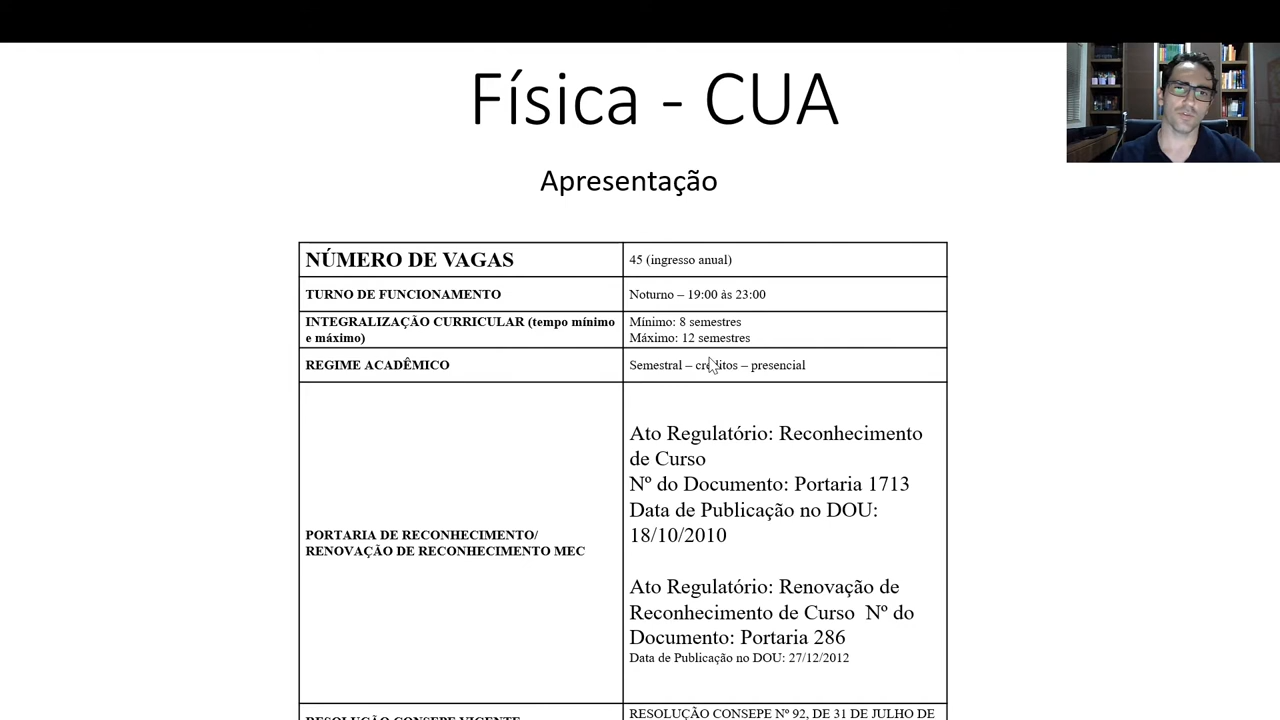 Física - CUA
Apresentação
NÚMERO DE VAGAS
45 (ingresso anual)
TURNO DE FUNCIONAMENTO
Noturno – 19:00 às 23:00
INTEGRALIZAÇÃO CURRICULAR (tempo mínimo
e máximo)
Mínimo: 8 semestres
Máximo: 12 semestres
REGIME ACADÊMICO
Semestral – créditos – presencial
PORTARIA DE RECONHECIMENTO/
RENOVAÇÃO DE RECONHECIMENTO MEC
Ato Regulatório: Reconhecimento
de Curso
Nº do Documento: Portaria 1713
Data de Publicação no DOU:
18/10/2010
Ato Regulatório: Renovação de
Reconhecimento de Curso  Nº do
Documento: Portaria 286
Data de Publicação no DOU: 27/12/2012
RESOLUÇÃO CONSEPE VIGENTE
RESOLUÇÃO CONSEPE Nº 92, DE 31 DE JULHO DE